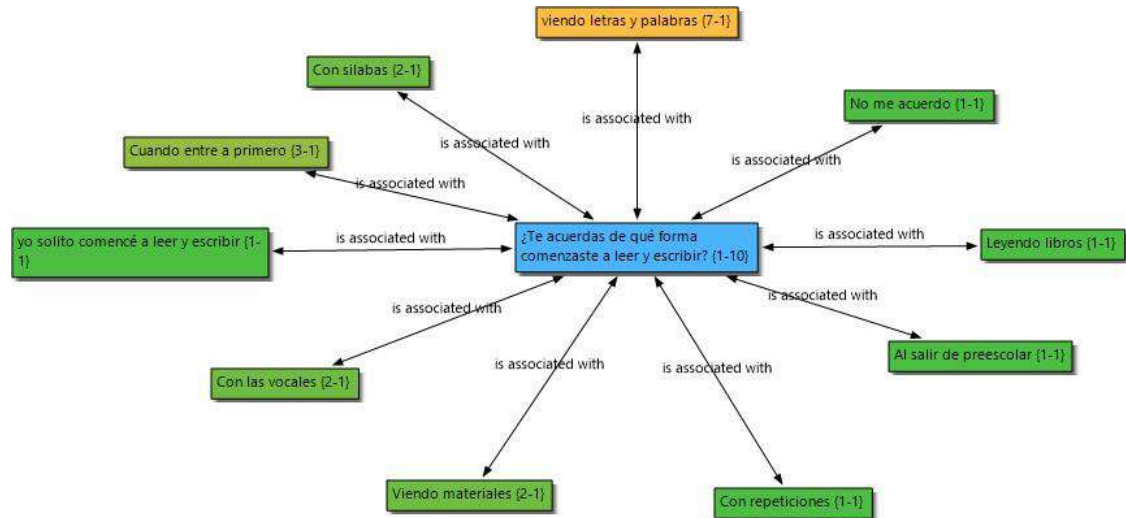 viendo letras y palabras {7-1}
Con silabas {2-1}
No me acuerdo {1-1}
is associated with
is associated with
is associated with
Cuando entre a primero {3-1}
is associated with
yo solito comencé a leer y escribir {1-
1}
is associated with
¿Te acuerdas de qué forma
comenzaste a leer y escribir? {1-10}
is associated with
Leyendo libros {1-1}
is associated with
is associated with
Al salir de preescolar {1-1}
is associated with
is associated with
Con las vocales {2-1}
Viendo materiales {2-1}
Con repeticiones {1-1}